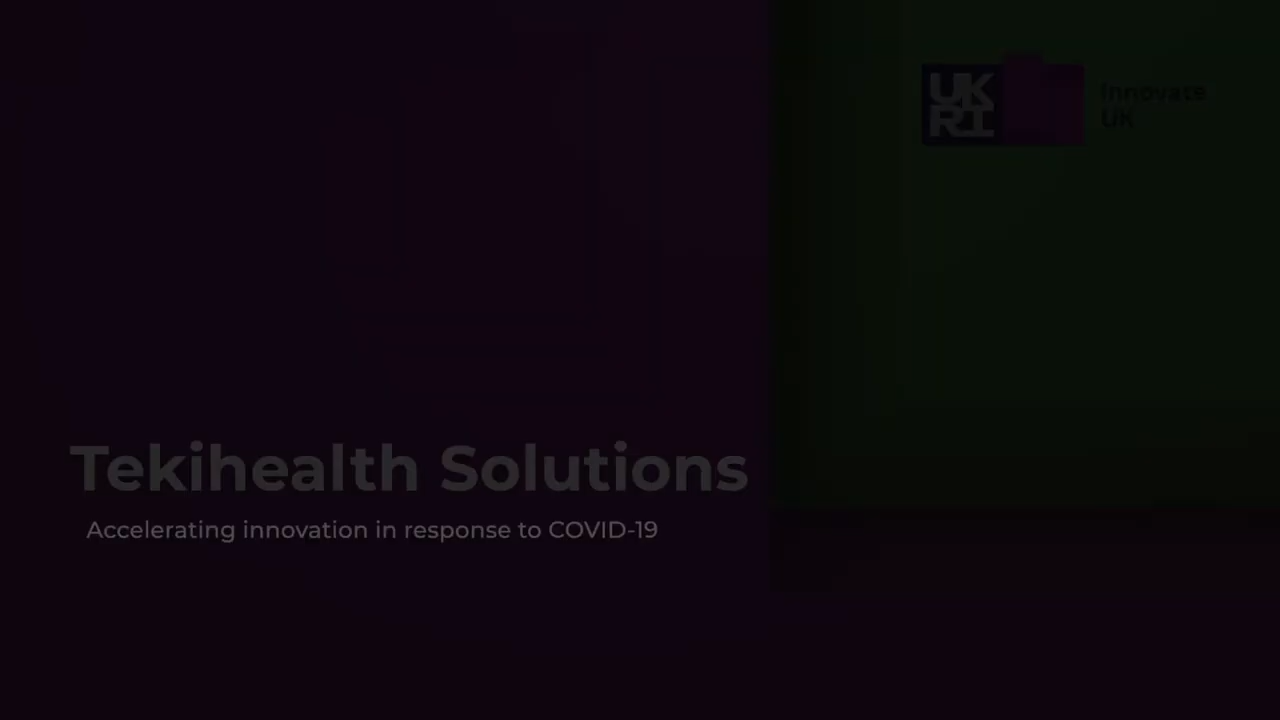 UK
RI
Innovate
UK
Tekihealth Solutions
Accelerating innovation in response to COVID-19